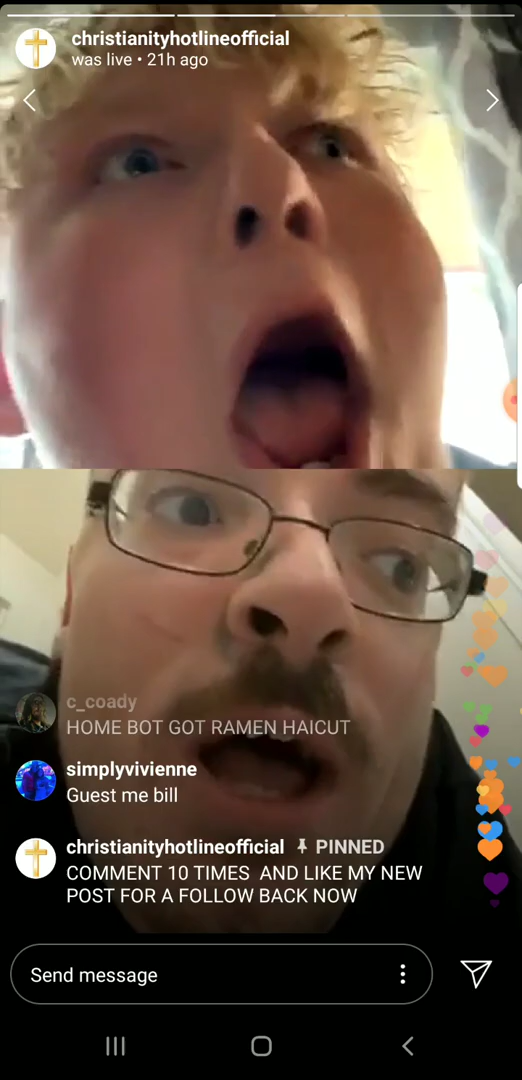 christianityhotlineofficial
was live • 21h ago
c_coady
HOME BOT GOT RAMEN HAICUT
simplyvivienne
Guest me bill
christianityhotlineofficial PINNED
COMMENT 10 TIMES AND LIKE MY NEW
POST FOR A FOLLOW BACK NOW
Send message